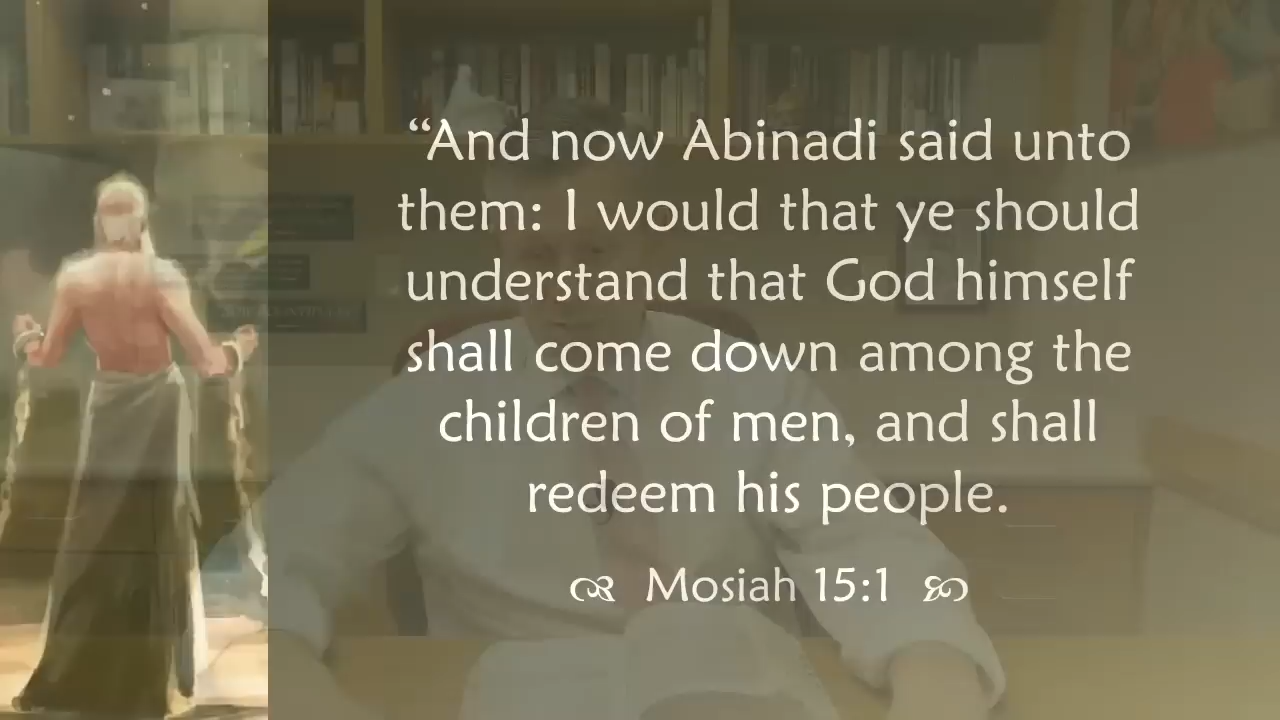 “And now Abinadi said unto
them: I would that ye should
understand that God himself
shall come down among the
children of men, and shall
redeem his people.
Mosiah 15:1